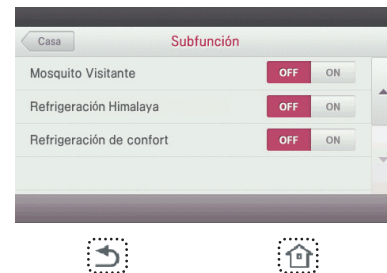 Casa Subfunción
Mosquito Visitante OFF ON
Refrigeración Himalaya OFF ON
Refrigeración de confort OFF ON